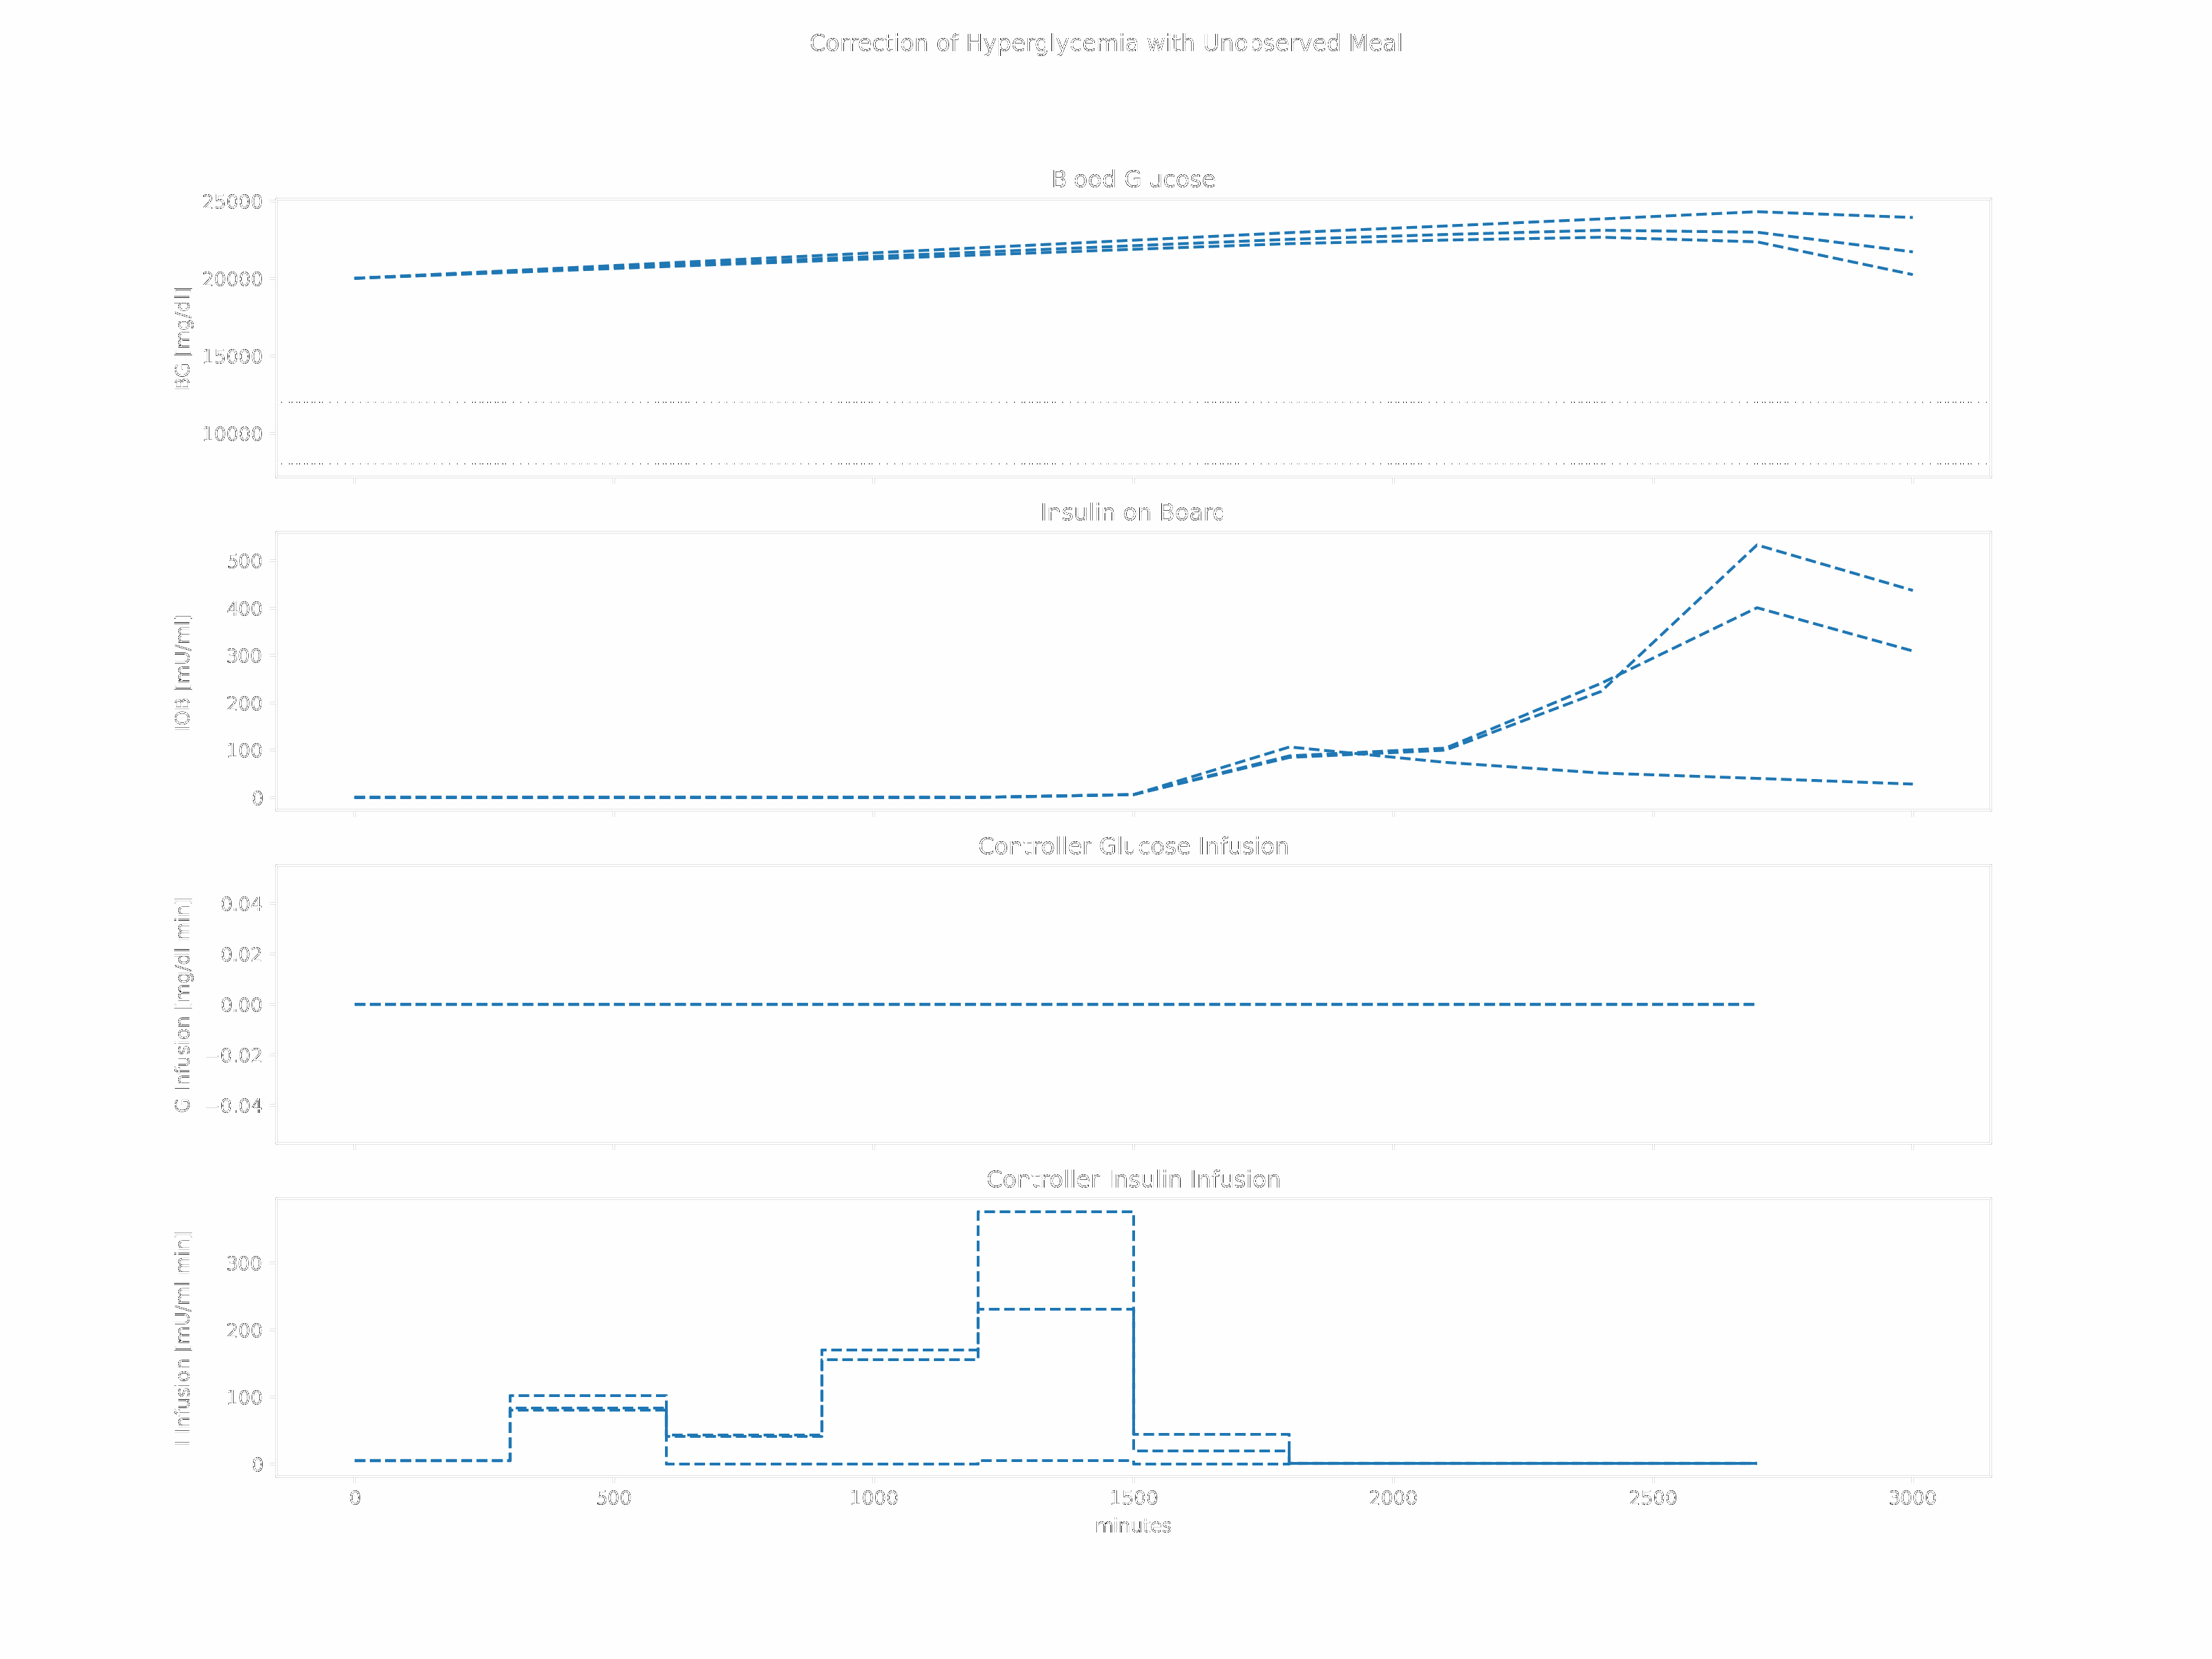 Correction of Hyperglycemia with Unobserved Meal
Blood Glucose
25000
20000
15000
10000
BG [mg/dl]
Insulin on Board
500
400
300
200
100
0
IOB [mU/ml]
Controller Glucose Infusion
0.04
0.02
0.00
−0.02
−0.04
G Infusion [mg/dl min]
Controller Insulin Infusion
300
200
100
0
I Infusion [mU/ml min]
0 500 1000 1500 2000 2500 3000
minutes